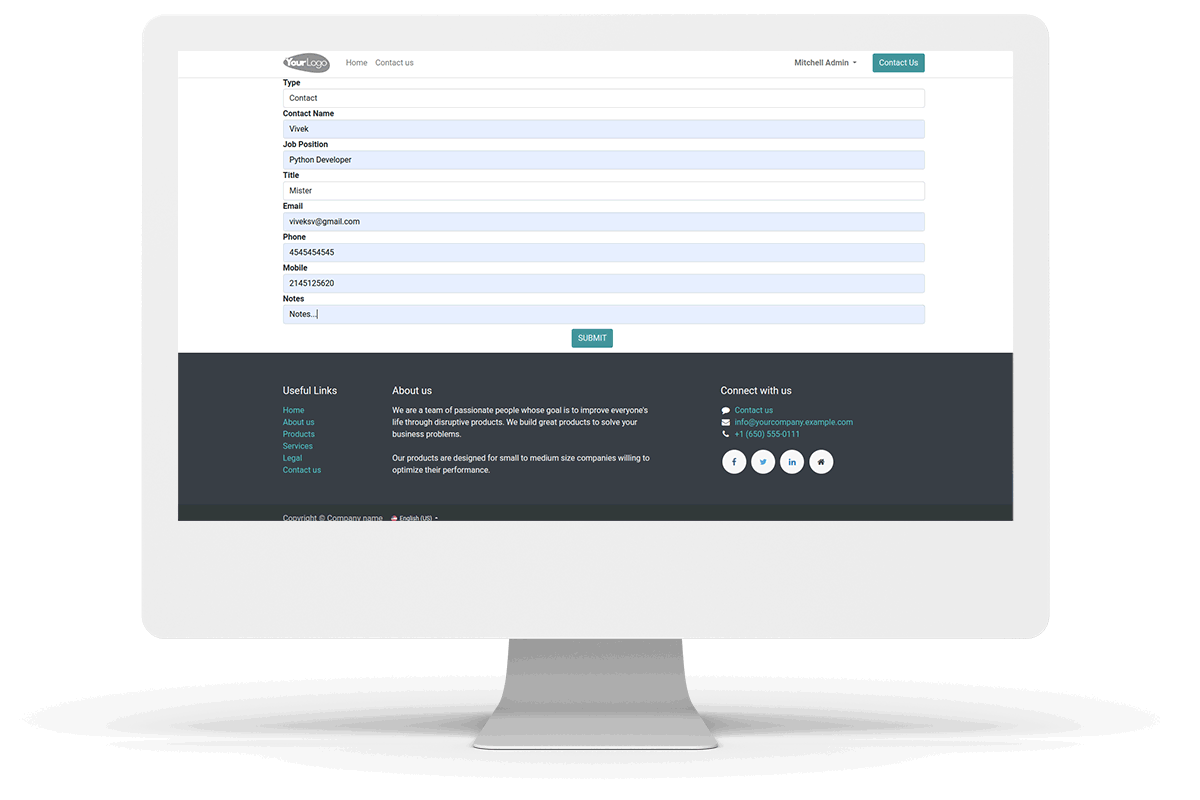 YourLogo Home Contact us Mitchell Admin Contact Us
Type
Contact
Contact Name
Vivek
Job Position
Python Developer
Title
Mister
Email
viveksv@gmail.com
Phone
4545454545
Mobile
2145125620
Notes
Notes...
SUBMIT
Useful Links
Home
About us
Products
Services
Legal
Contact us
About us
We are a team of passionate people whose goal is to improve everyone's
life through disruptive products. We build great products to solve your
business problems.
Our products are designed for small to medium size companies willing to
optimize their performance.
Connect with us
Contact us
info@yourcompany.example.com
+1 (650) 555-0111
Copyright © Company name English (US)